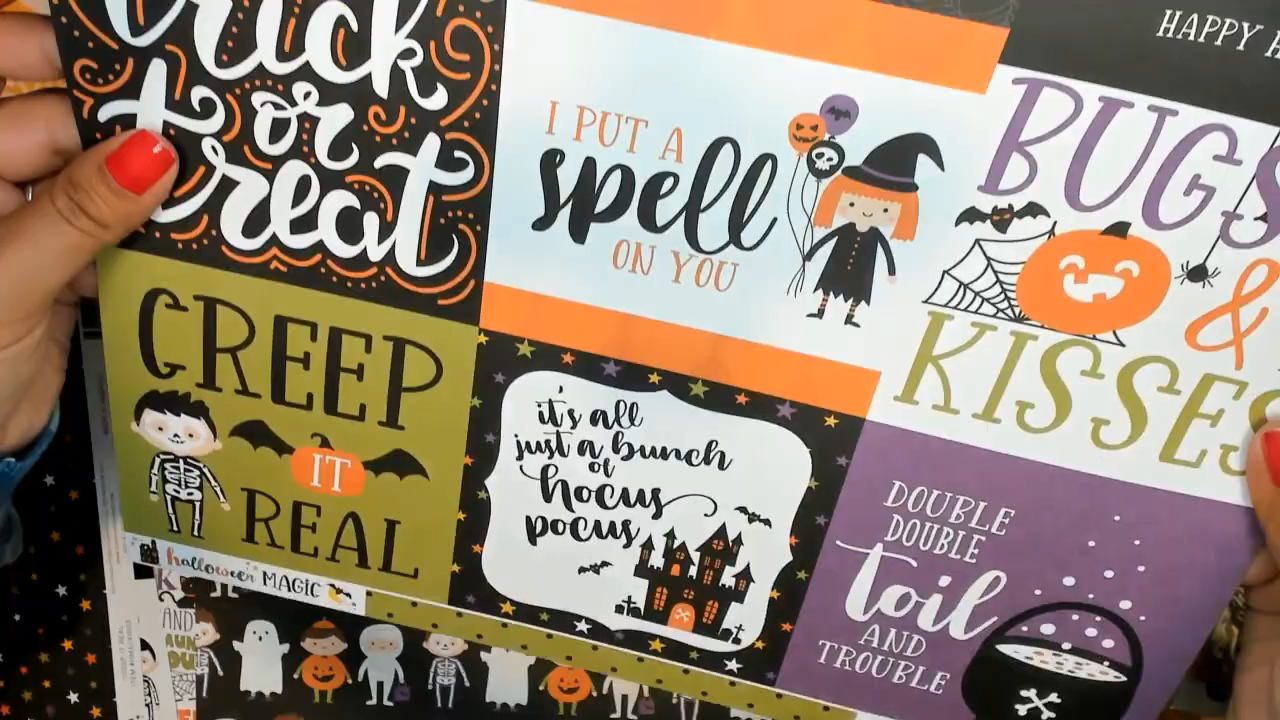 trick
or
treat
I PUT A
spell
ON YOU
HAPPY
BUGS
&
KISSES
CREEP
IT
REAL
it's all
just a bunch
of
hocus
pocus
DOUBLE
DOUBLE
toil
AND
TROUBLE
halloween MAGIC
AND